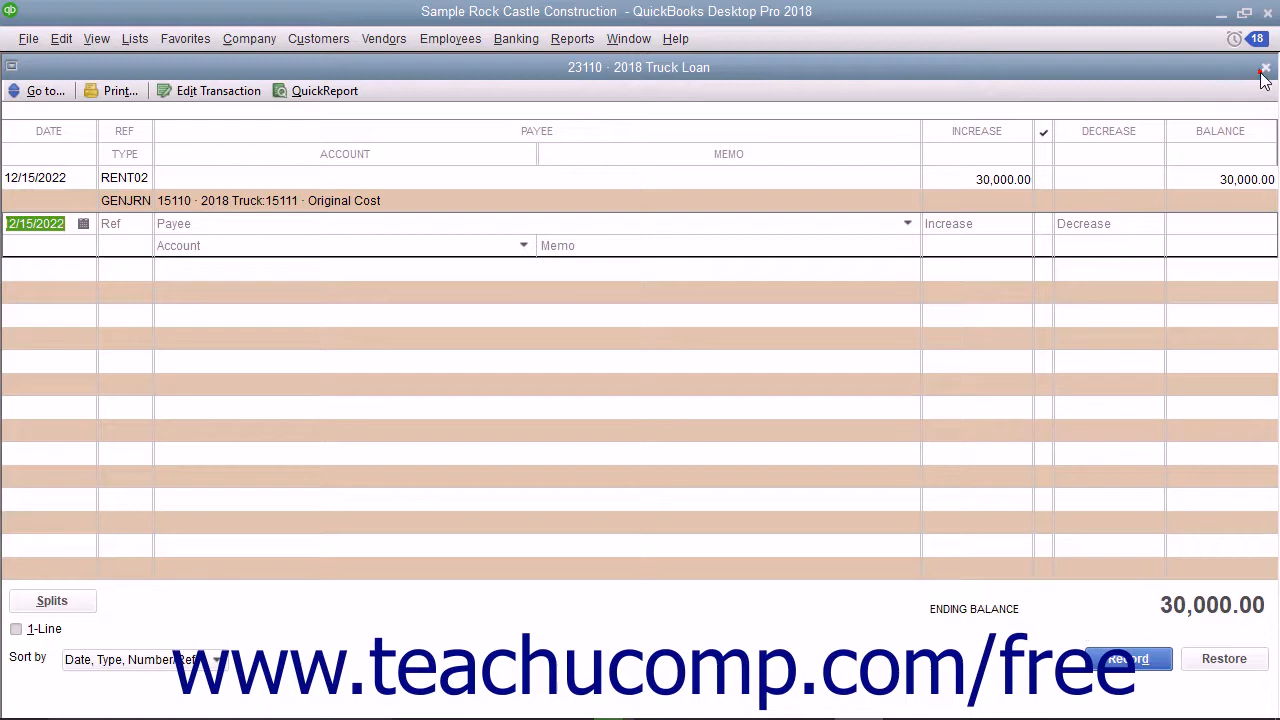 qb Sample Rock Castle Construction - QuickBooks Desktop Pro 2018
File Edit View Lists Favorites Company Customers Vendors Employees Banking Reports Window Help 18
23110 · 2018 Truck Loan
Go to... Print... Edit Transaction QuickReport
DATE REF PAYEE INCREASE ✓ DECREASE BALANCE
TYPE ACCOUNT MEMO
12/15/2022 RENT02 30,000.00 30,000.00
GENJRN 15110 · 2018 Truck:15111 · Original Cost
12/15/2022 Ref Payee Increase Decrease
Account Memo
Splits
ENDING BALANCE 30,000.00
1-Line
Sort by Date, Type, Number/Ref Record Restore
www.teachucomp.com/free